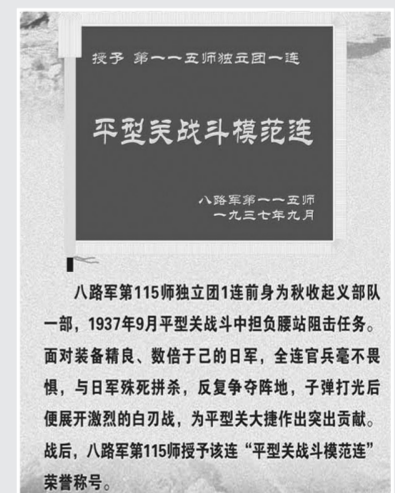 授予 第一一五师独立团一连
平型关战斗模范连
八路军第一一五师
一九三七年九月
八路军第115师独立团1连前身为秋收起义部队
一部，1937年9月平型关战斗中担负腰站阻击任务。
面对装备精良、数倍于己的日军，全连官兵毫不畏
惧，与日军殊死拼杀，反复争夺阵地，子弹打光后
便展开激烈的白刃战，为平型关大捷作出突出贡献。
战后，八路军第115师授予该连“平型关战斗模范连”
荣誉称号。